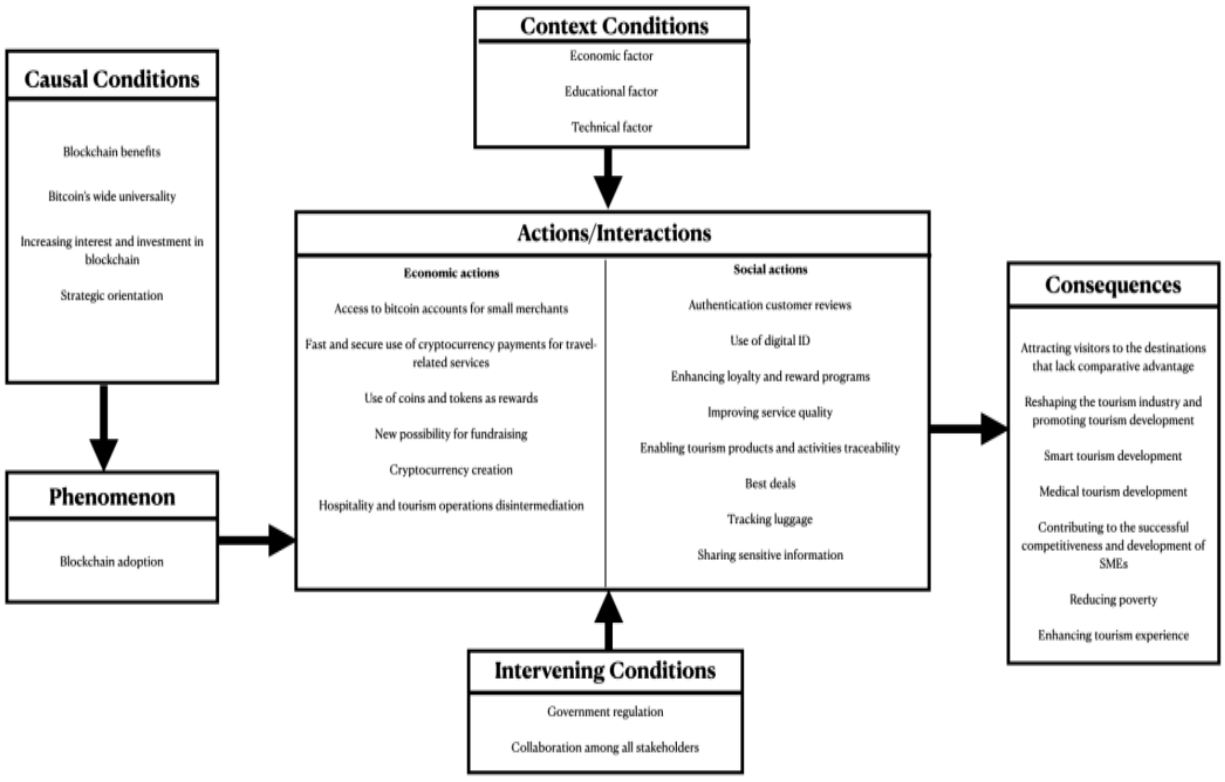 Context Conditions
Economic factor
Educational factor
Technical factor
Causal Conditions
Blockchain benefits
Bitcoin's wide universality
Increasing interest and investment in
blockchain
Strategic orientation
Phenomenon
Blockchain adoption
Actions/Interactions
Economic actions
Access to bitcoin accounts for small merchants
Fast and secure use of cryptocurrency payments for travel-
related services
Use of coins and tokens as rewards
New possibility for fundraising
Cryptocurrency creation
Hospitality and tourism operations disintermediation
Social actions
Authentication customer reviews
Use of digital ID
Enhancing loyalty and reward programs
Improving service quality
Enabling tourism products and activities traceability
Best deals
Tracking luggage
Sharing sensitive information
Intervening Conditions
Government regulation
Collaboration among all stakeholders
Consequences
Attracting visitors to the destinations
that lack comparative advantage
Reshaping the tourism industry and
promoting tourism development
Smart tourism development
Medical tourism development
Contributing to the successful
competitiveness and development of
SMEs
Reducing poverty
Enhancing tourism experience